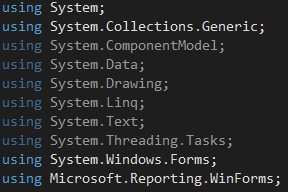 using System;
using System.Collections.Generic;
using System.ComponentModel;
using System.Data;
using System.Drawing;
using System.Linq;
using System.Text;
using System.Threading.Tasks;
using System.Windows.Forms;
using Microsoft.Reporting.WinForms;